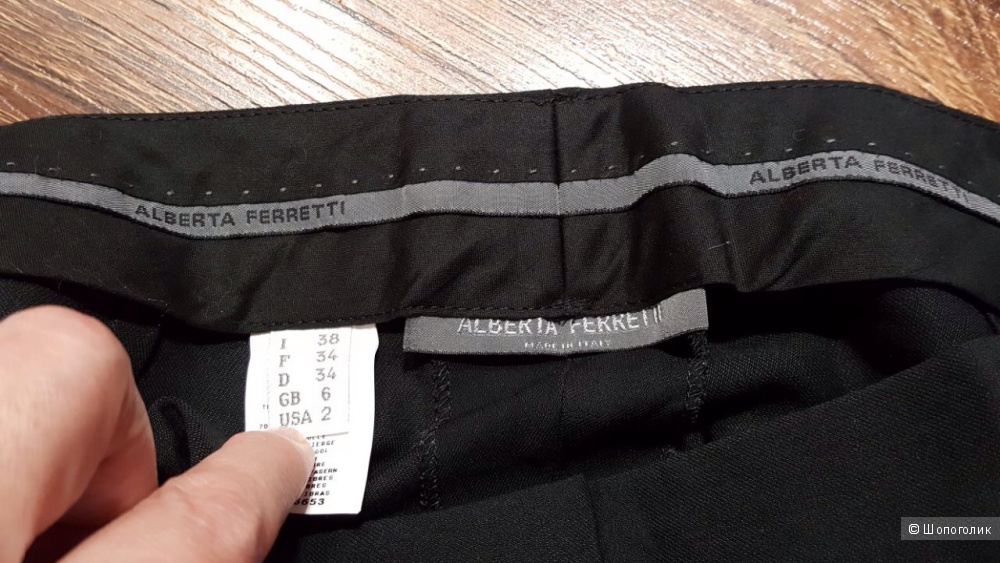 ALBERTA FERRETTI
ALBERTA FERRETTI
ALBERTA FERRETTI
MADE IN ITALY
I 38
F 34
D 34
GB 6
USA 2
© Шопоголик